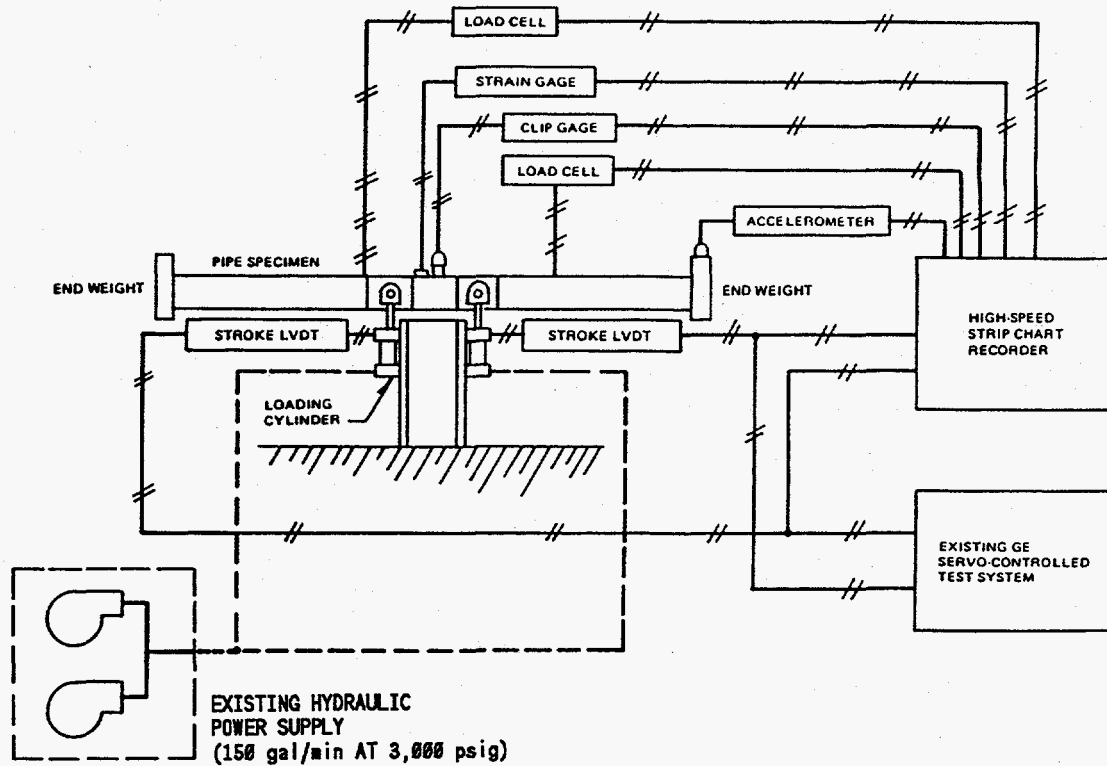 LOAD CELL
STRAIN GAGE
CLIP GAGE
LOAD CELL
ACCELEROMETER
PIPE SPECIMEN
END WEIGHT
END WEIGHT
STROKE LVDT
STROKE LVDT
HIGH-SPEED
STRIP CHART
RECORDER
LOADING
CYLINDER
EXISTING GE
SERVO-CONTROLLED
TEST SYSTEM
EXISTING HYDRAULIC
POWER SUPPLY
(150 gal/min AT 3,000 psig)